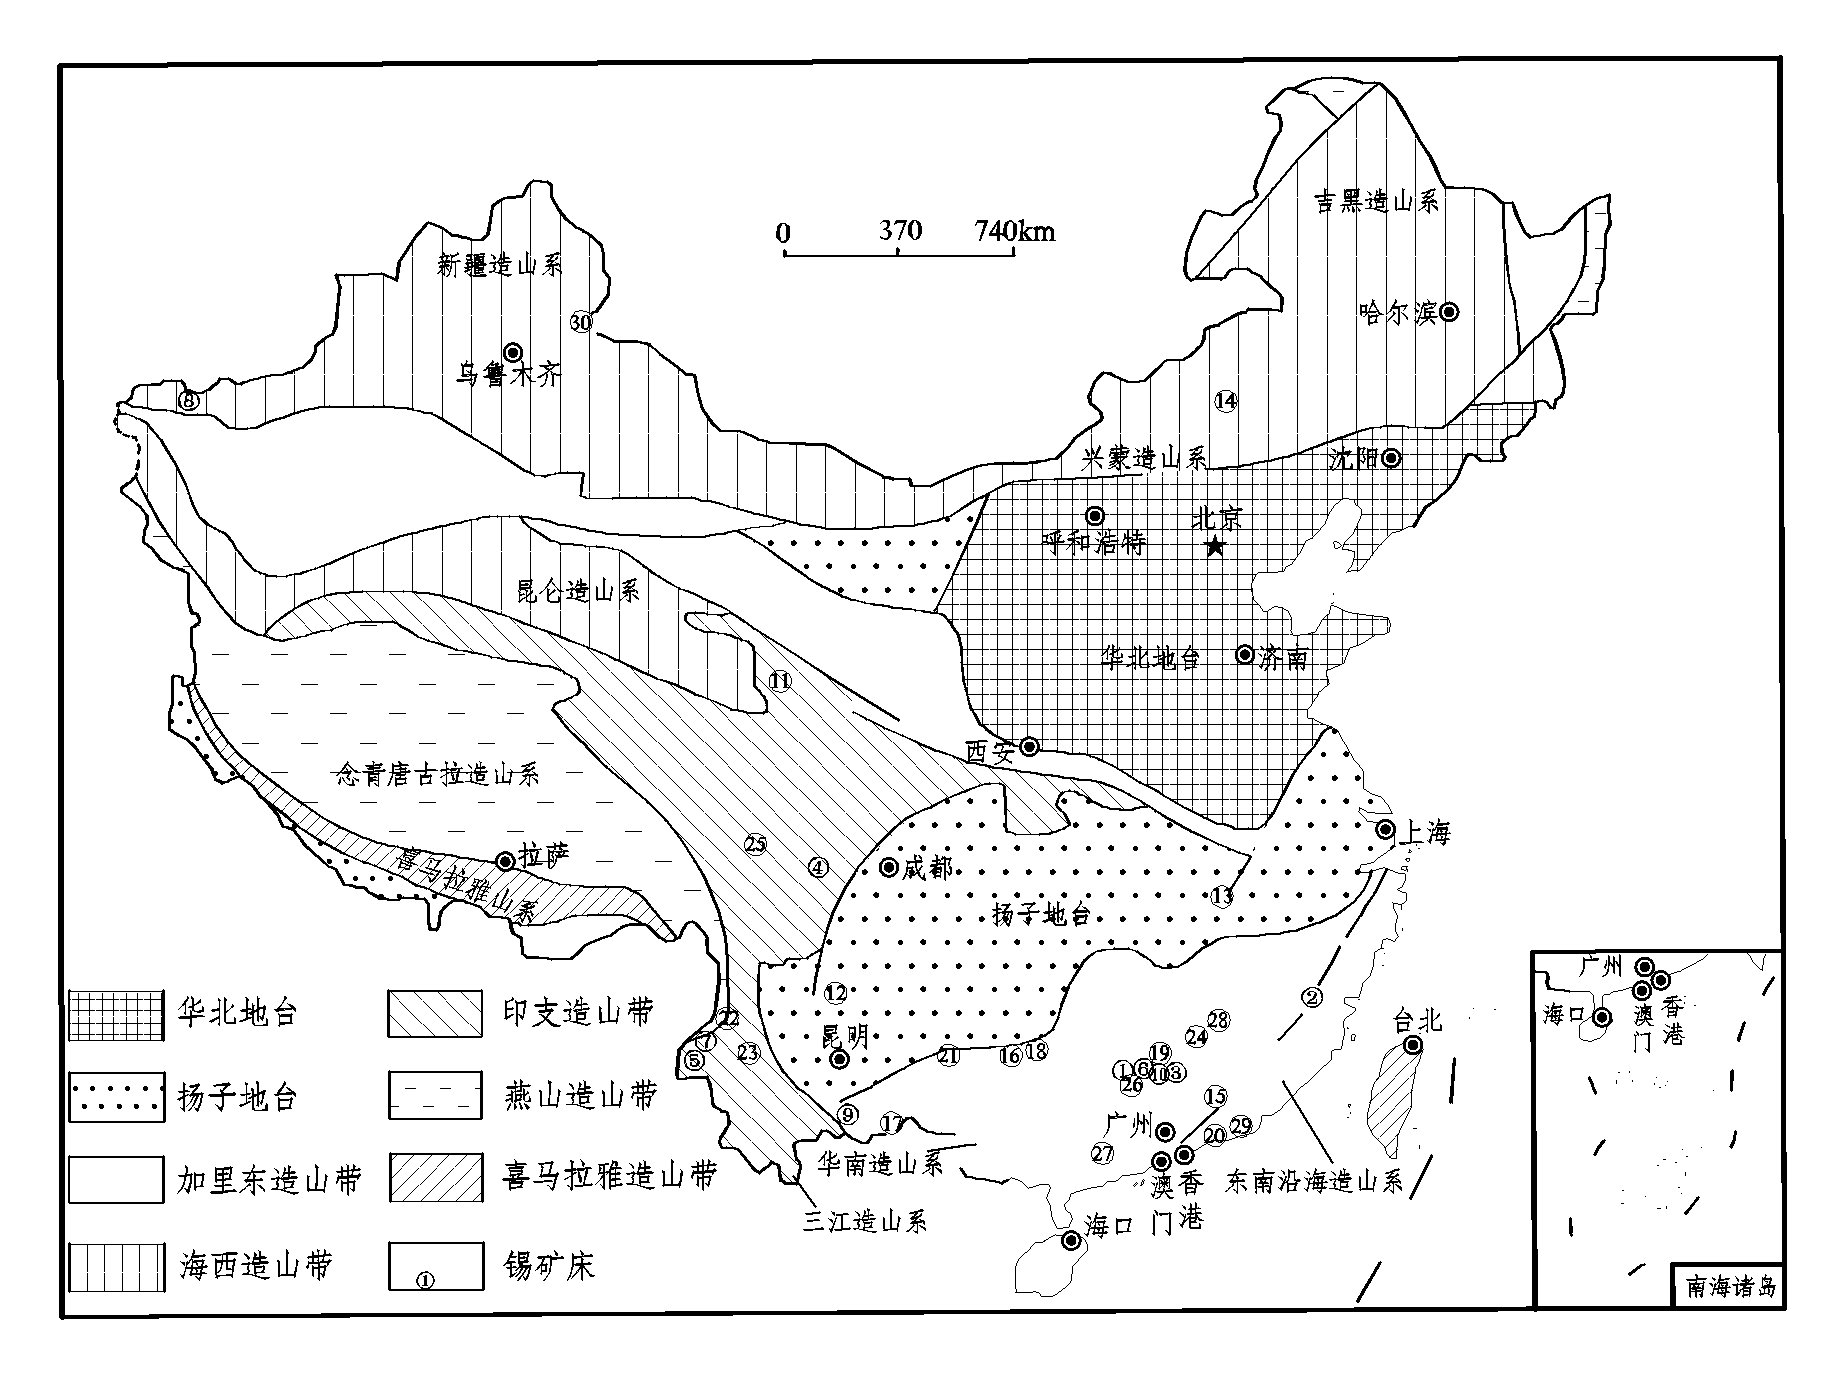 吉黑造山系
0 370 740km
新疆造山系
哈尔滨
30
乌鲁木齐
8
14
兴蒙造山系
沈阳
北京
呼和浩特
昆仑造山系
华北地台
济南
11
西安
念青唐古拉造山系
上海
25
4
成都
拉萨
喜马拉雅山系
13
扬子地台
12
2
22
7
5
23
昆明
21
16
18
28
24
19
1
6
10
3
26
台北
9
17
15
20
29
广州
27
华南造山系
澳门
香港
东南沿海造山系
三江造山系
海口
华北地台
印支造山带
扬子地台
燕山造山带
加里东造山带
喜马拉雅造山带
海西造山带
① 锡矿床
广州
海口
澳门
香港
南海诸岛